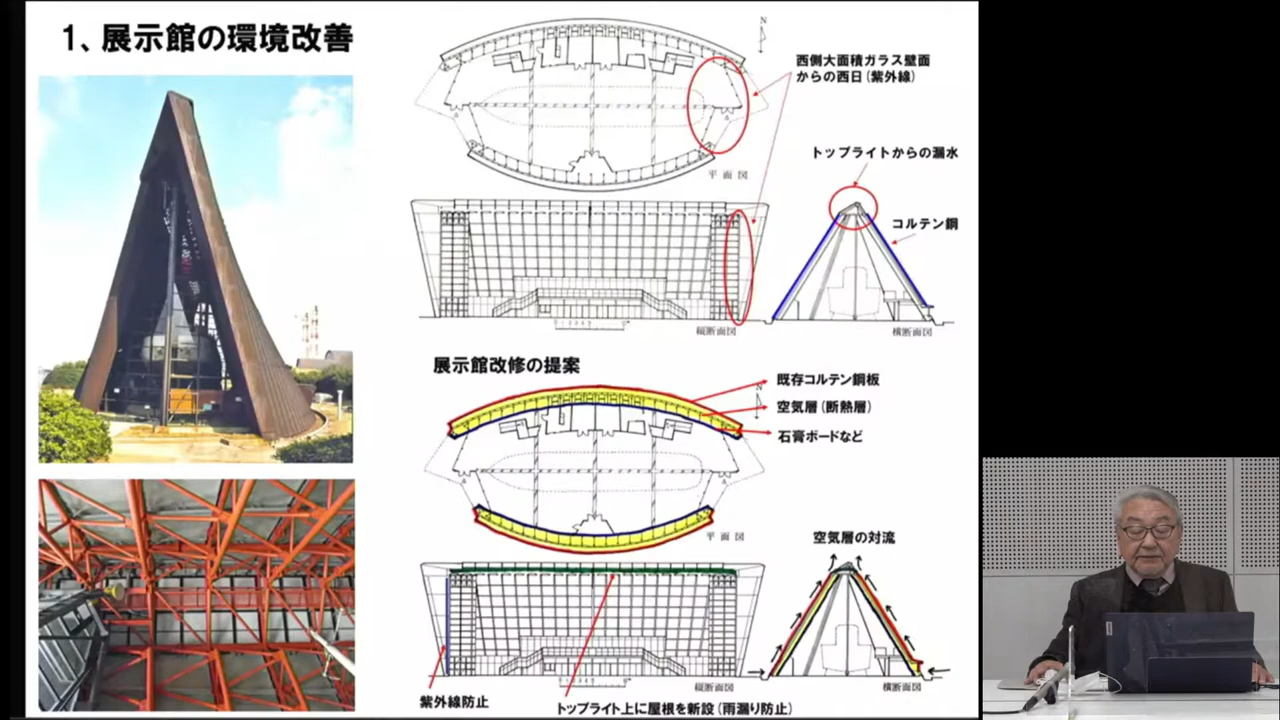 1、展示館の環境改善
N
西側大面積ガラス壁面
からの西日(紫外線)
トップライトからの漏水
平 面 図
コルテン鋼
縦断面図
横断面図
展示館改修の提案
既存コルテン鋼板
N
空気層(断熱層)
石膏ボードなど
平 面 図
空気層の対流
紫外線防止
縦断面図
横断面図
トップライト上に屋根を新設(雨漏り防止)